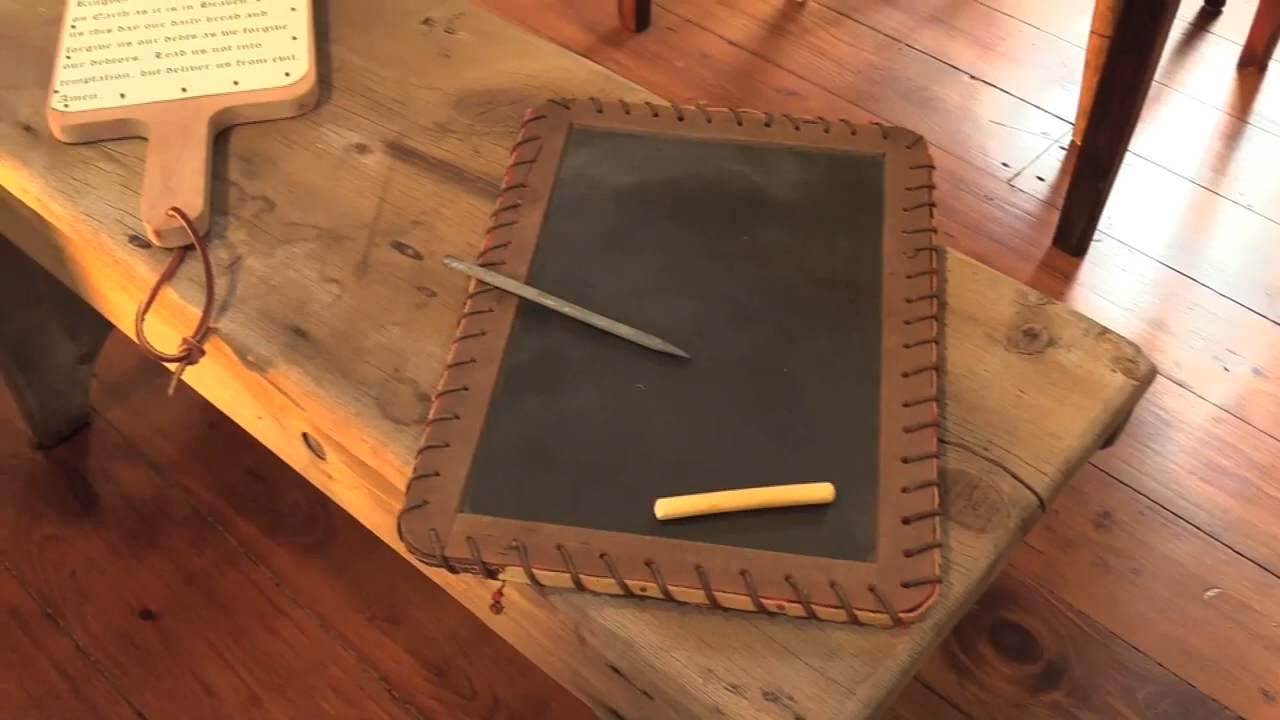 on Earth as it is in Heaven.
us this day our daily bread and
forgive us our debts as we forgive
our debtors. Lead us not into
temptation, but deliver us from evil.
Amen.